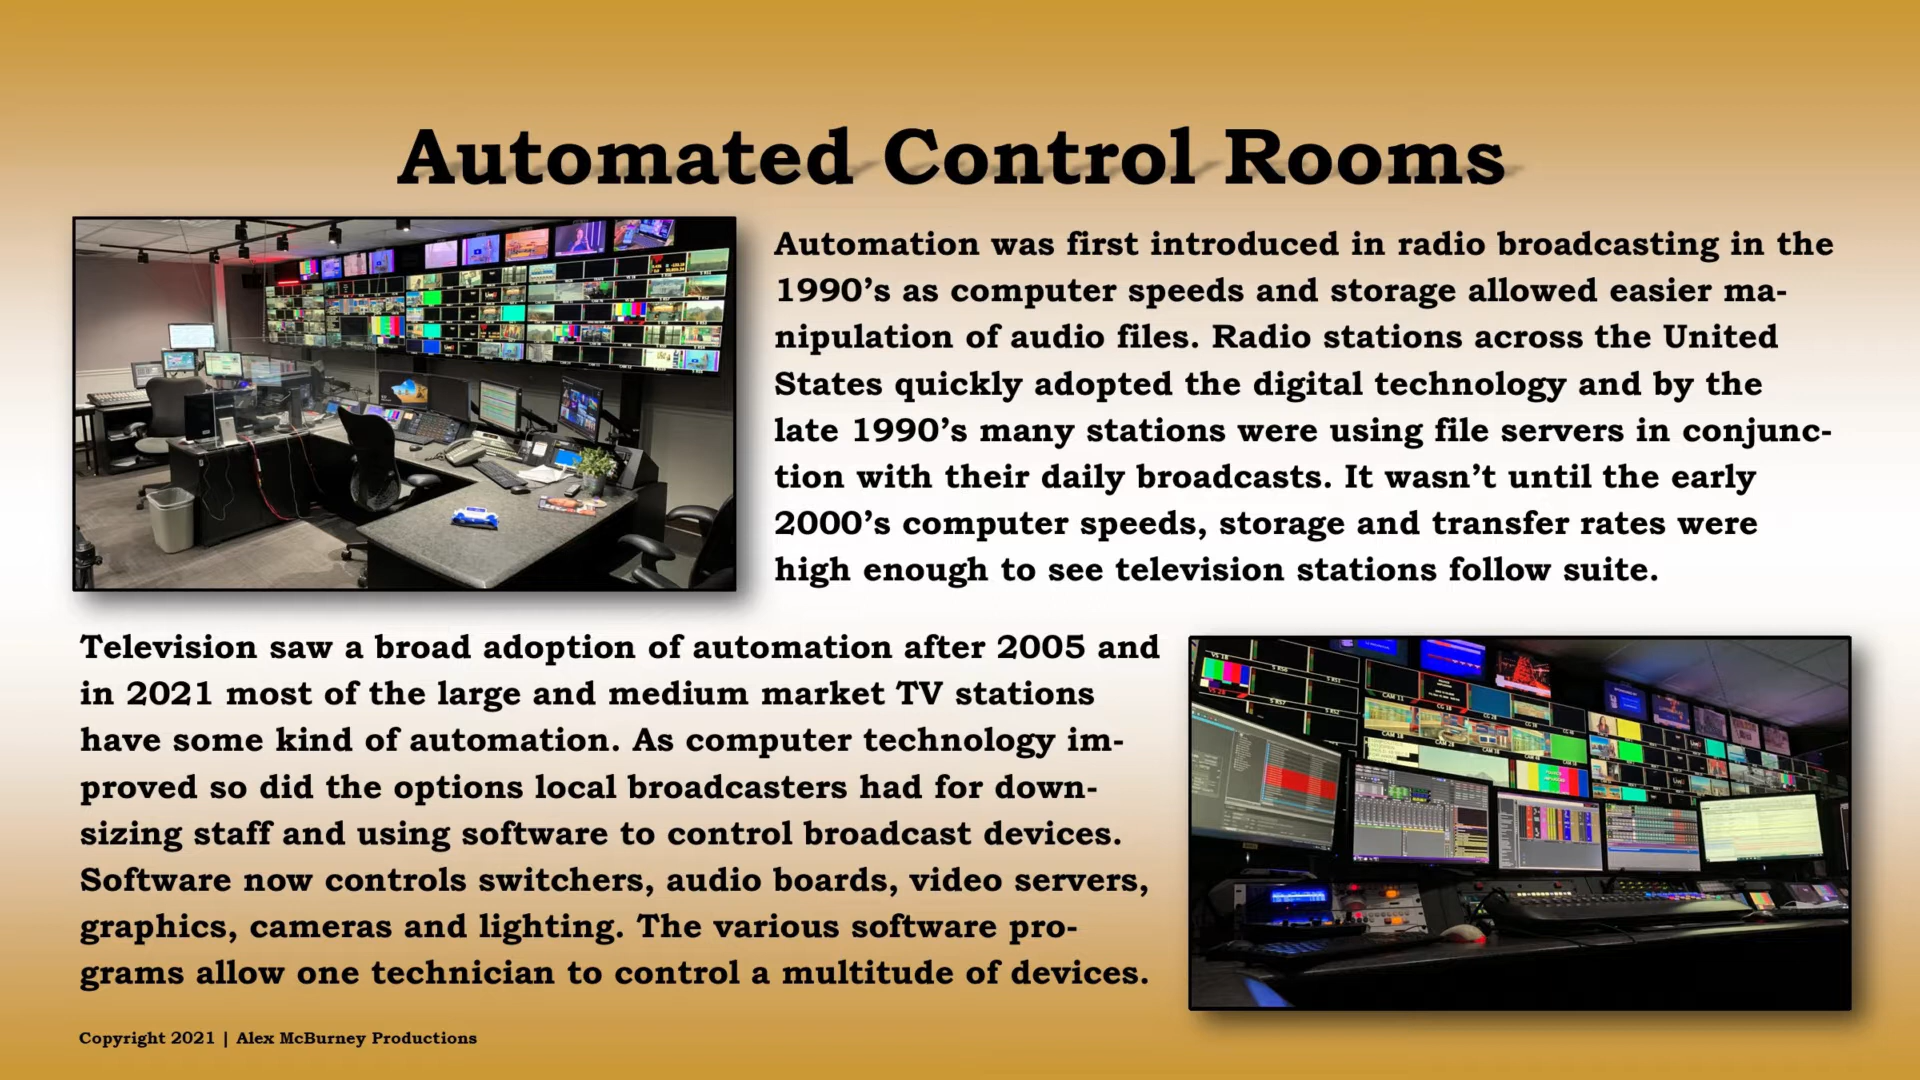 Automated Control Rooms
Automation was first introduced in radio broadcasting in the
1990’s as computer speeds and storage allowed easier ma-
nipulation of audio files. Radio stations across the United
States quickly adopted the digital technology and by the
late 1990’s many stations were using file servers in conjunc-
tion with their daily broadcasts. It wasn’t until the early
2000’s computer speeds, storage and transfer rates were
high enough to see television stations follow suite.
Television saw a broad adoption of automation after 2005 and
in 2021 most of the large and medium market TV stations
have some kind of automation. As computer technology im-
proved so did the options local broadcasters had for down-
sizing staff and using software to control broadcast devices.
Software now controls switchers, audio boards, video servers,
graphics, cameras and lighting. The various software pro-
grams allow one technician to control a multitude of devices.
CAM 11
Copyright 2021 | Alex McBurney Productions